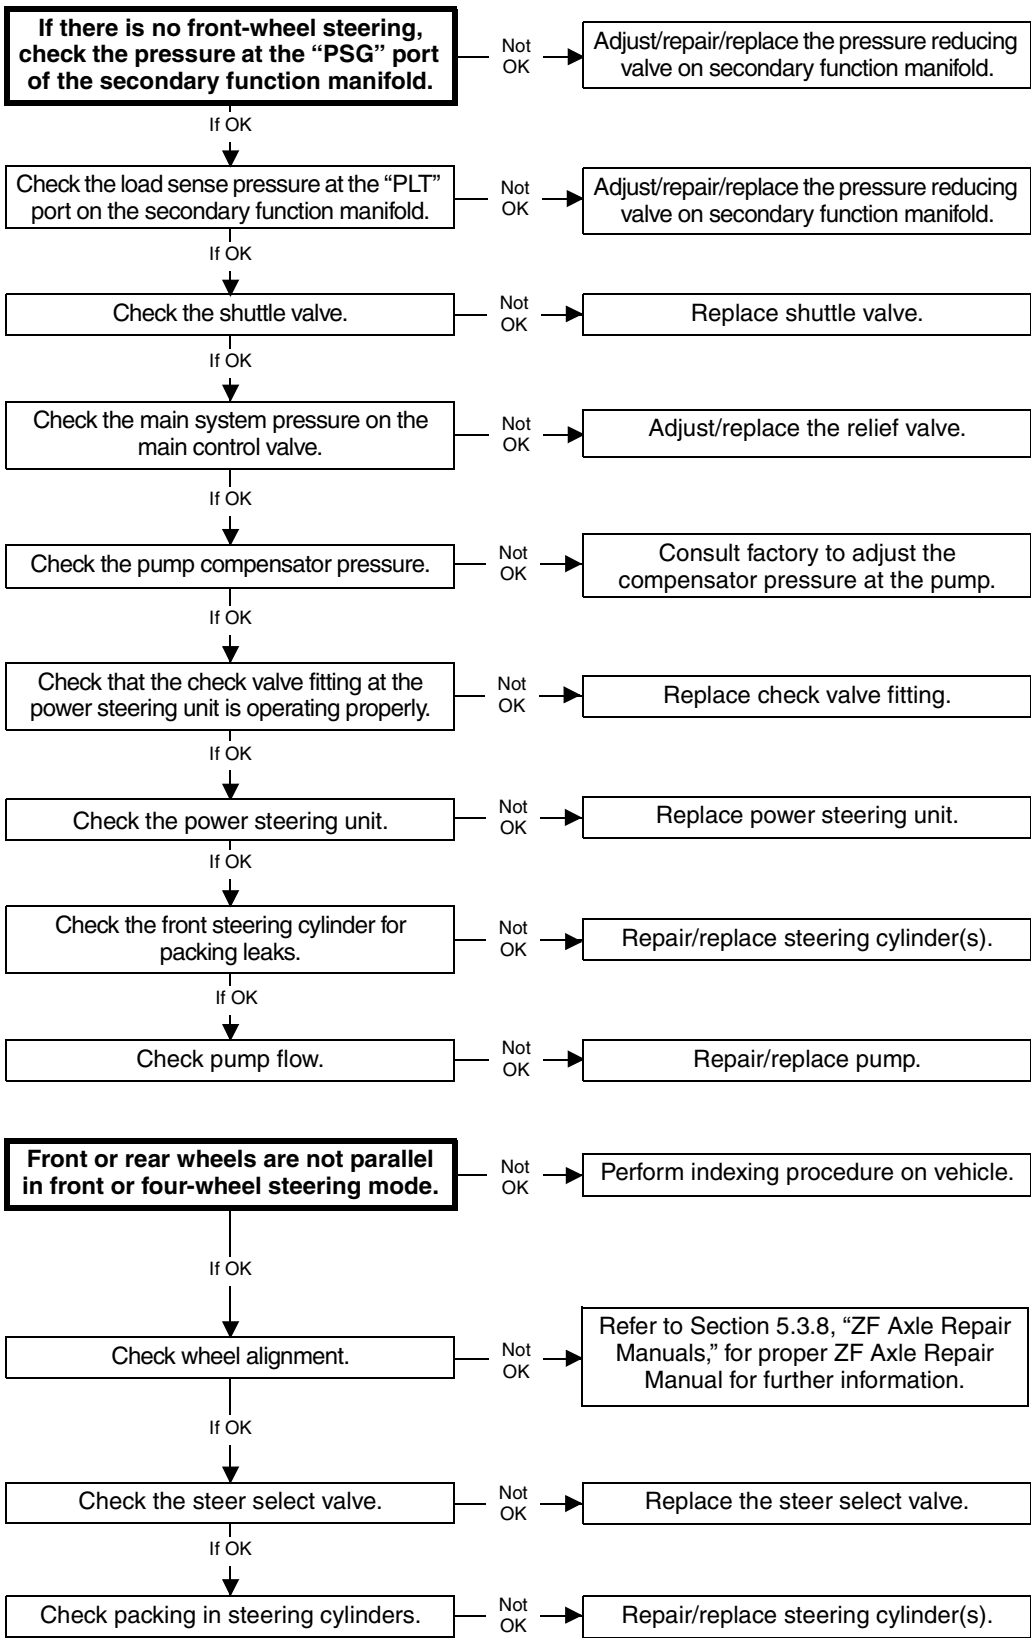 If there is no front-wheel steering,
check the pressure at the “PSG” port
of the secondary function manifold.
Not
OK
Adjust/repair/replace the pressure reducing
valve on secondary function manifold.
If OK
Check the load sense pressure at the “PLT”
port on the secondary function manifold.
Not
OK
Adjust/repair/replace the pressure reducing
valve on secondary function manifold.
If OK
Check the shuttle valve.
Not
OK
Replace shuttle valve.
If OK
Check the main system pressure on the
main control valve.
Not
OK
Adjust/replace the relief valve.
If OK
Check the pump compensator pressure.
Not
OK
Consult factory to adjust the
compensator pressure at the pump.
If OK
Check that the check valve fitting at the
power steering unit is operating properly.
Not
OK
Replace check valve fitting.
If OK
Check the power steering unit.
Not
OK
Replace power steering unit.
If OK
Check the front steering cylinder for
packing leaks.
Not
OK
Repair/replace steering cylinder(s).
If OK
Check pump flow.
Not
OK
Repair/replace pump.
Front or rear wheels are not parallel
in front or four-wheel steering mode.
Not
OK
Perform indexing procedure on vehicle.
If OK
Check wheel alignment.
Not
OK
Refer to Section 5.3.8, “ZF Axle Repair
Manuals,” for proper ZF Axle Repair
Manual for further information.
If OK
Check the steer select valve.
Not
OK
Replace the steer select valve.
If OK
Check packing in steering cylinders.
Not
OK
Repair/replace steering cylinder(s).